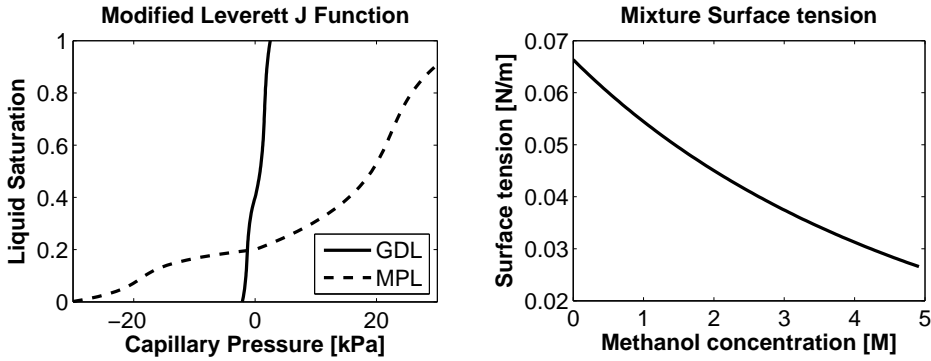 Modified Leverett J Function
Liquid Saturation
1
0.8
0.6
0.4
0.2
0
−20
0
20
Capillary Pressure [kPa]
GDL
MPL
Mixture Surface tension
Surface tension [N/m]
0.07
0.06
0.05
0.04
0.03
0.02
0
1
2
3
4
5
Methanol concentration [M]